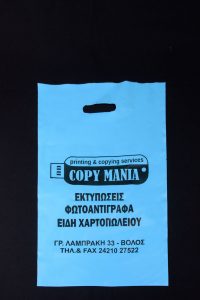 printing & copying services
COPY MANIA
ΕΚΤΥΠΩΣΕΙΣ
ΦΩΤΟΑΝΤΙΓΡΑΦΑ
ΕΙΔΗ ΧΑΡΤΟΠΩΛΕΙΟΥ
ΓΡ. ΛΑΜΠΡΑΚΗ 33 - ΒΟΛΟΣ
ΤΗΛ.& FAX 24210 27522